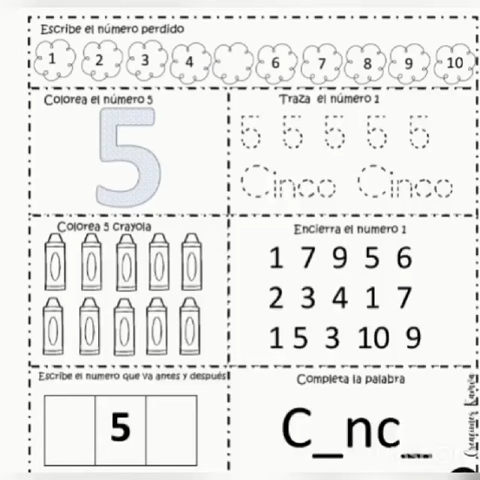 Escribe el número perdido
1 2 3 4 6 7 8 9 10
Colorea el número 5
5
Traza el número 1
5 5 5 5 5
Cinco Cinco
Colorea 5 crayola
Encierra el numero 1
1 7 9 5 6
2 3 4 1 7
1 5 3 10 9
Escribe el numero que va antes y después
5
Completa la palabra
C_nc_